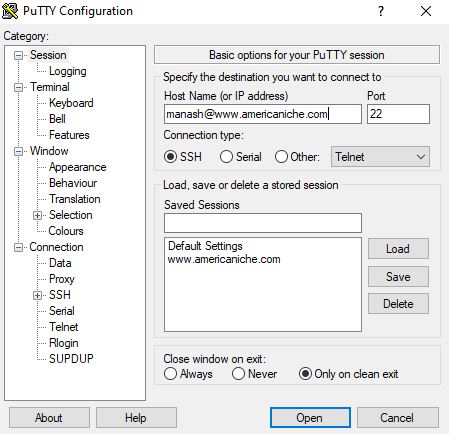 PuTTY Configuration
?
Category:
Session
Logging
Terminal
Keyboard
Bell
Features
Window
Appearance
Behaviour
Translation
Selection
Colours
Connection
Data
Proxy
SSH
Serial
Telnet
Rlogin
SUPDUP
Basic options for your PuTTY session
Specify the destination you want to connect to
Host Name (or IP address) Port
manash@www.americaniche.com 22
Connection type:
SSH Serial Other: Telnet
Load, save or delete a stored session
Saved Sessions
Default Settings
www.americaniche.com
Load
Save
Delete
Close window on exit:
Always Never Only on clean exit
About Help Open Cancel